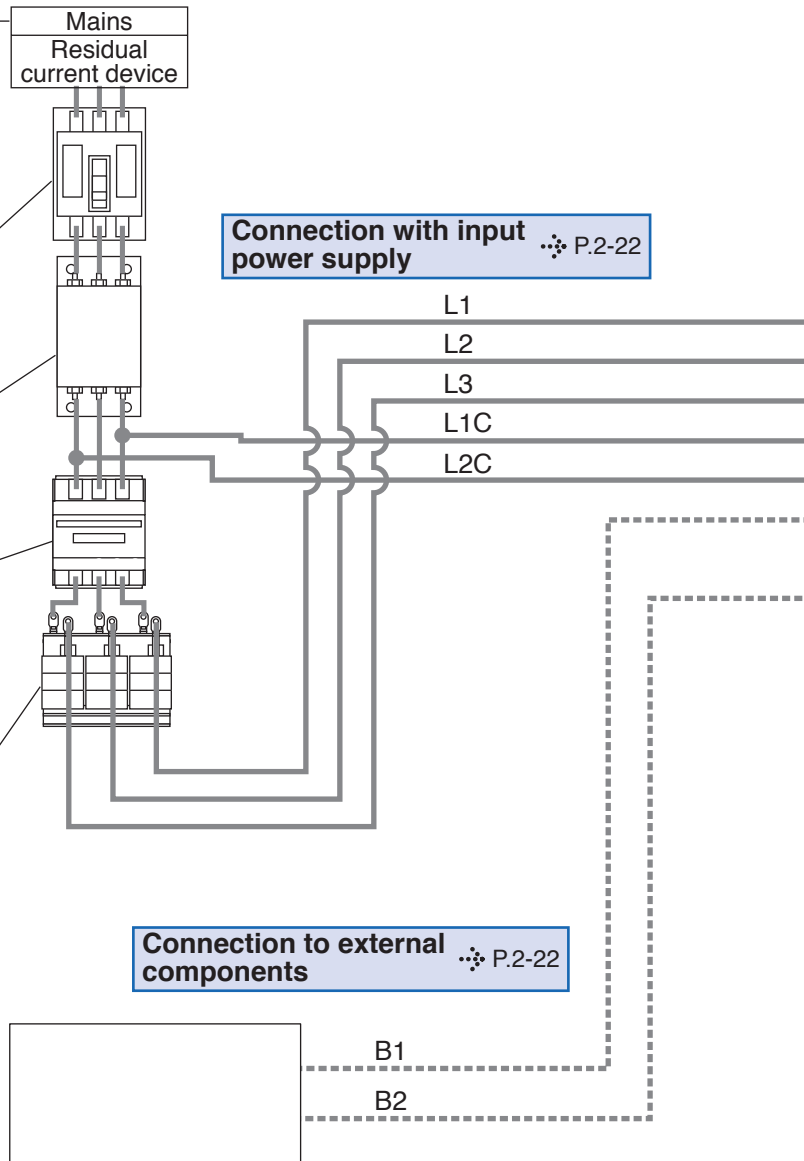 Mains
Residual
current device
Connection with input
power supply
P.2-22
L1
L2
L3
L1C
L2C
Connection to external
components
P.2-22
B1
B2